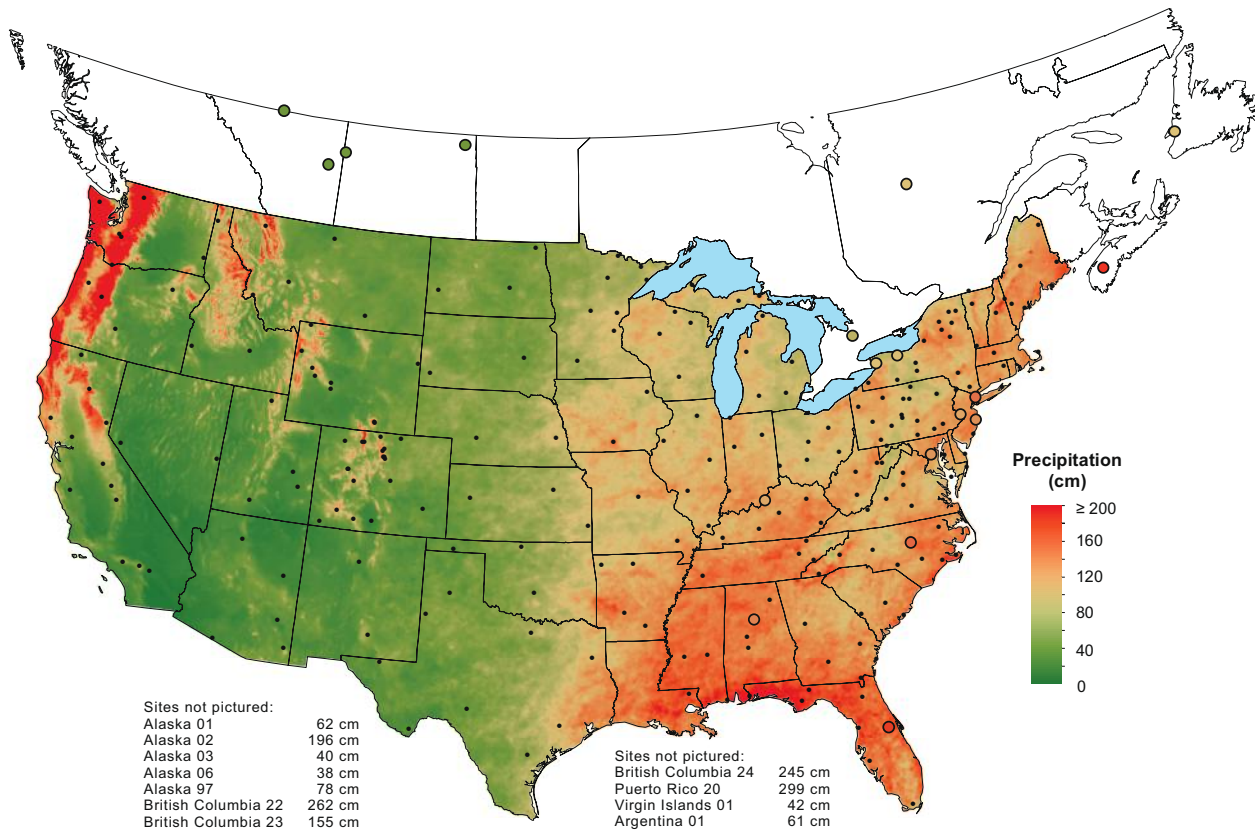 Precipitation
(cm)
≥ 200
160
120
80
40
0
Sites not pictured:
Alaska 01 62 cm
Alaska 02 196 cm
Alaska 03 40 cm
Alaska 06 38 cm
Alaska 97 78 cm
British Columbia 22 262 cm
British Columbia 23 155 cm
Sites not pictured:
British Columbia 24 245 cm
Puerto Rico 20 299 cm
Virgin Islands 01 42 cm
Argentina 01 61 cm